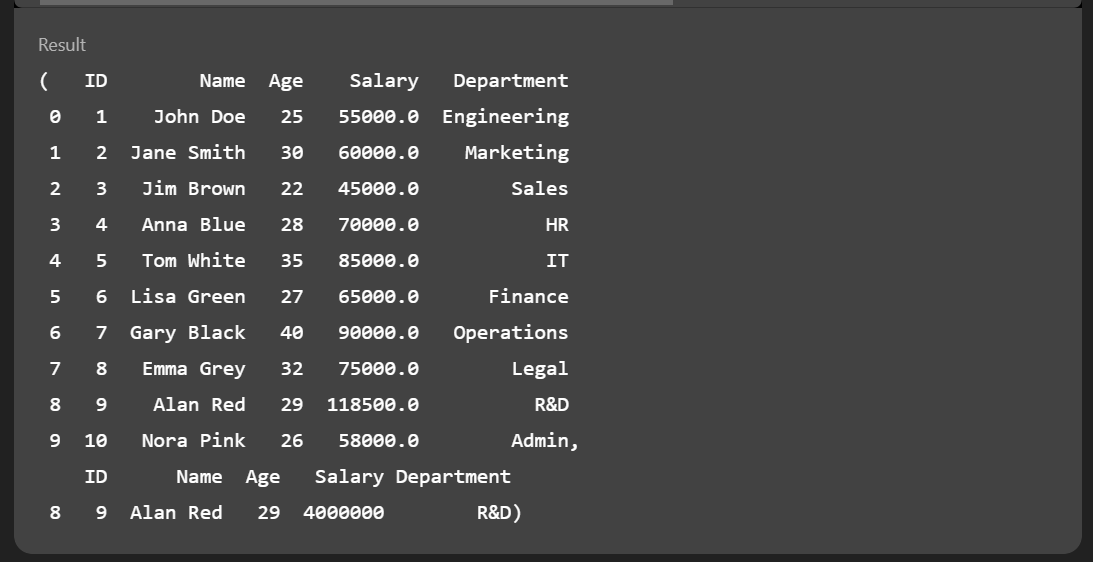 Result
(   ID        Name  Age    Salary   Department
 0   1    John Doe   25   55000.0  Engineering
 1   2  Jane Smith   30   60000.0    Marketing
 2   3   Jim Brown   22   45000.0        Sales
 3   4   Anna Blue   28   70000.0           HR
 4   5   Tom White   35   85000.0           IT
 5   6  Lisa Green   27   65000.0      Finance
 6   7  Gary Black   40   90000.0   Operations
 7   8   Emma Grey   32   75000.0        Legal
 8   9    Alan Red   29  118500.0          R&D
 9  10   Nora Pink   26   58000.0        Admin,
    ID      Name  Age   Salary Department
 8   9  Alan Red   29  4000000        R&D)